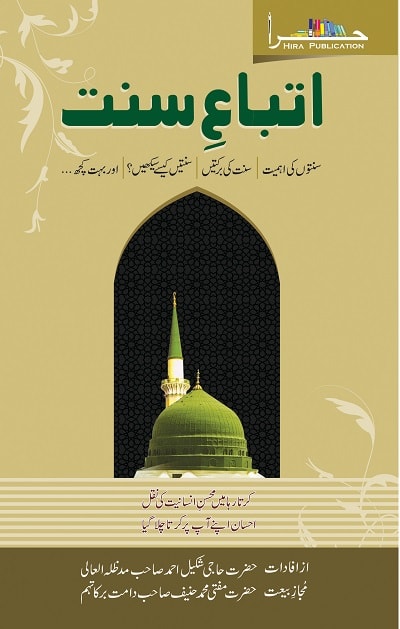 حرا
HIRA PUBLICATION
اتباعِ سنت
سنتوں کی اہمیت | سنت کی برکتیں | سنتیں کیسے سیکھیں؟ | اور بہت کچھ ...
کرتا رہا میں محسنِ انسانیت کی نقل
احسان اپنے آپ پر کرتا چلا گیا
از افادات حضرت حاجی شکیل احمد صاحب مدظلہ العالی
مُجازِ بیعت حضرت مفتی محمد حنیف صاحب دامت برکاتہم